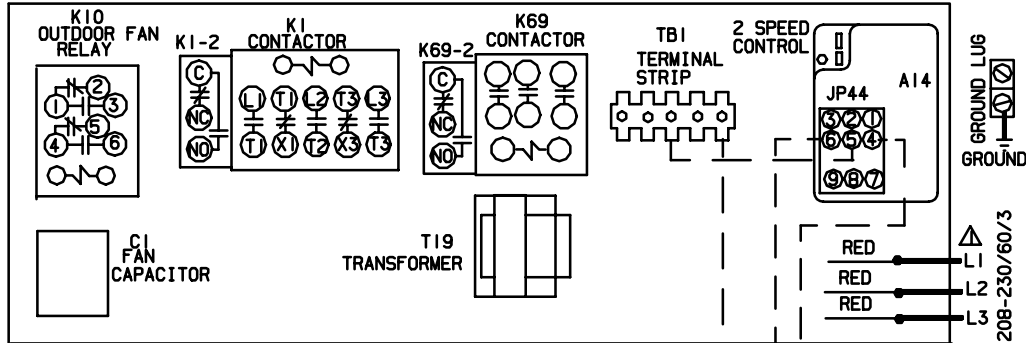 K10
OUTDOOR FAN
RELAY
2
1
3
5
4
6
K1-2
C
NC
NO
K1
CONTACTOR
L1 T1 L2 T3 L3
T1 X1 T2 X3 T3
K69-2
C
NC
NO
K69
CONTACTOR
TB1
TERMINAL
STRIP
2 SPEED
CONTROL
A14
JP44
3 2 1
6 5 4
9 8 7
GROUND LUG
GROUND
C1
FAN
CAPACITOR
T19
TRANSFORMER
RED
L1
RED
L2
RED
L3
208-230/60/3